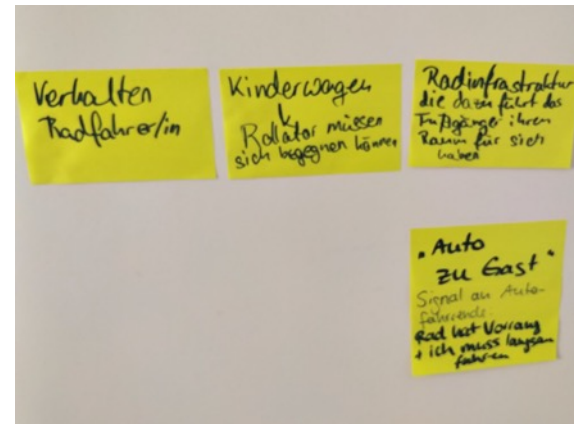 Verhalten
Radfahrer/in
Kinderwagen
↓
Rollator müssen
sich begegnen können
Radinfrastruktur
die dazu führt das
Fußgänger ihren
Raum für sich
haben
"Auto
zu Gast"
Signal an Auto-
fahrende:
Rad hat Vorrang
+ ich muss langsam
fahren